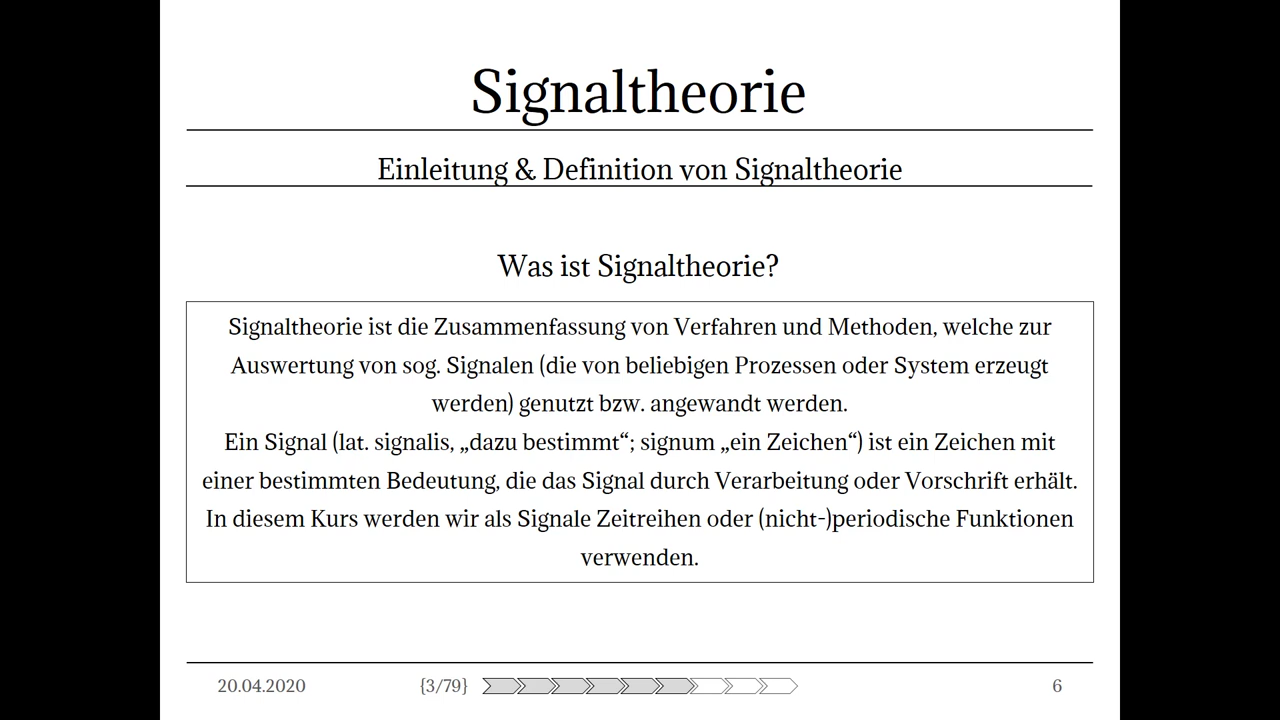 Signaltheorie
Einleitung & Definition von Signaltheorie
Was ist Signaltheorie?
Signaltheorie ist die Zusammenfassung von Verfahren und Methoden, welche zur
Auswertung von sog. Signalen (die von beliebigen Prozessen oder System erzeugt
werden) genutzt bzw. angewandt werden.
Ein Signal (lat. signalis, „dazu bestimmt“; signum „ein Zeichen“) ist ein Zeichen mit
einer bestimmten Bedeutung, die das Signal durch Verarbeitung oder Vorschrift erhält.
In diesem Kurs werden wir als Signale Zeitreihen oder (nicht-)periodische Funktionen
verwenden.
20.04.2020 {3/79} 6